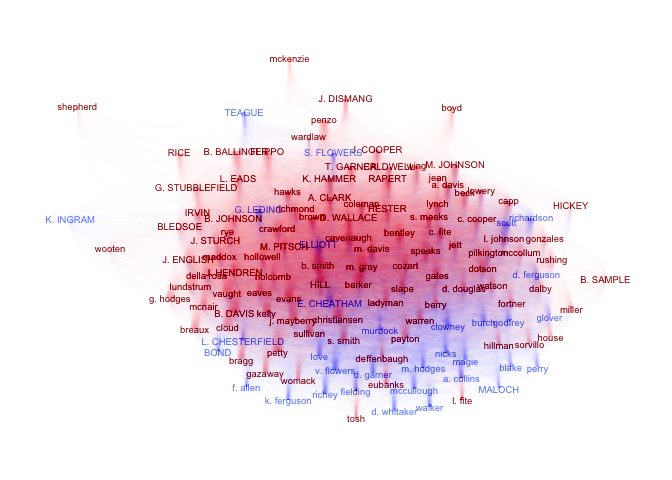 mckenzie
J. DISMANG
shepherd
boyd
TEAGUE
penzo
wardlaw
J. COOPER
RICE
B. BALLINGER
S. FLOWERS
T. GARNER
M. JOHNSON
L. EADS
K. HAMMER
RAPERT
jean
a. davis
G. STUBBLEFIELD
hawks
lowery
beck
A. CLARK
coleman
lynch
capp
HICKEY
IRVIN
G. LEDING
richmond
HESTER
K. INGRAM
B. JOHNSON
brown
D. WALLACE
s. meeks
c. cooper
richardson
scott
BLEDSOE
rye
crawford
bentley
c. fite
J. STURCH
cavenaugh
l. johnson
gonzales
wooten
M. PITSCH
ELLIOTT
m. davis
speaks
jett
pilkington
mccollum
J. ENGLISH
maddox
hollowell
rushing
b. smith
m. gray
cozart
dotson
J. HENDREN
dellarosa
holcomb
gates
d. ferguson
B. SAMPLE
lundstrum
HILL
barker
slape
d. douglas
watson
dalby
vaught
eaves
g. hodges
evans
E. CHEATHAM
ladyman
berry
fortner
mcnair
miller
B. DAVIS
kelly
glover
j. mayberry
christiansen
warren
clowney
burch
godfrey
breaux
cloud
murdock
sullivan
payton
house
L. CHESTERFIELD
s. smith
hillman
sorvillo
BOND
petty
love
deffenbaugh
nicks
bragg
magie
gazaway
v. flowers
m. hodges
blake
perry
womack
d. garner
a. collins
f. allen
eubanks
richey
fielding
mccullough
MALOCH
k. ferguson
l. fite
d. whitaker
walker
tosh